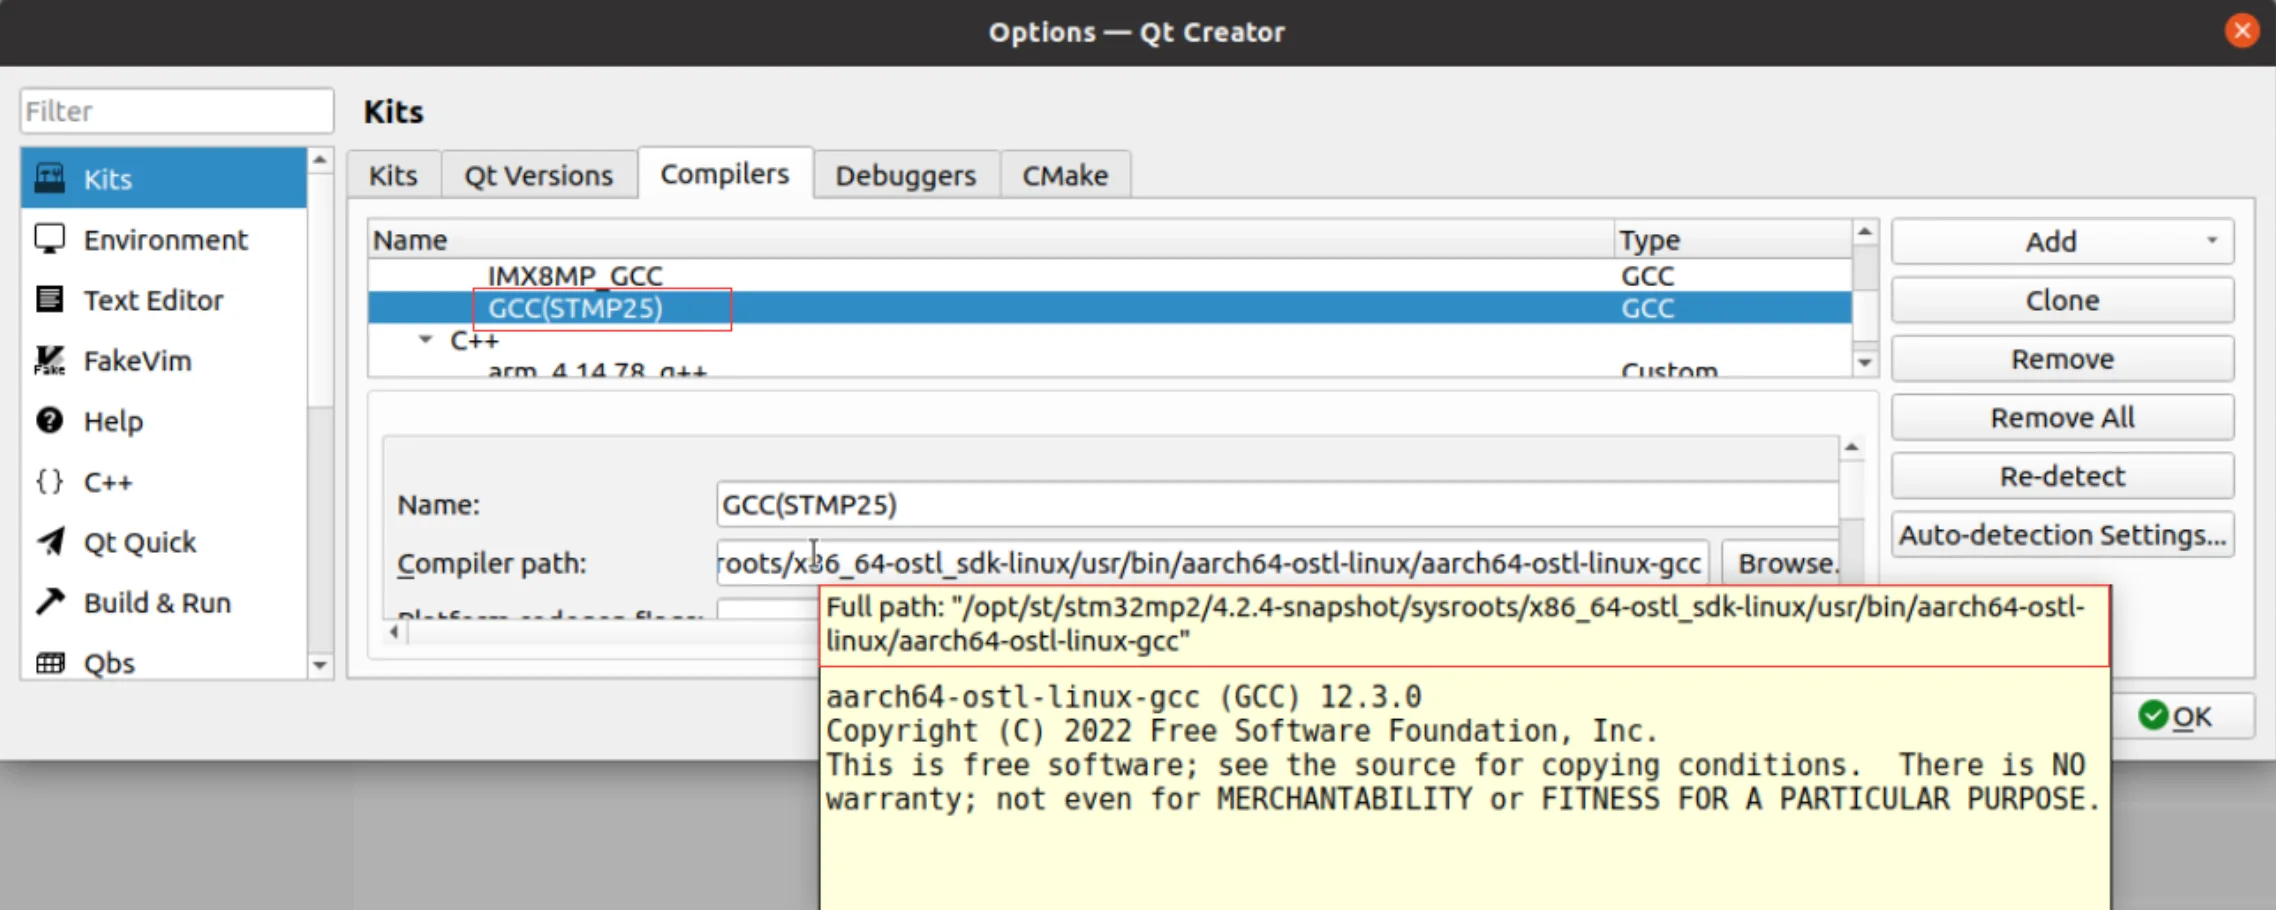 Options — Qt Creator
Filter
Kits
Environment
Text Editor
FakeVim
Help
C++
Qt Quick
Build & Run
Qbs
Kits
Kits
Qt Versions
Compilers
Debuggers
CMake
Name
Type
IMX8MP_GCC
GCC
GCC(STMP25)
GCC
C++
arm_4.14.78_g++
Custom
Add
Clone
Remove
Remove All
Re-detect
Auto-detection Settings...
Name:
GCC(STMP25)
Compiler path:
roots/x86_64-ostl_sdk-linux/usr/bin/aarch64-ostl-linux/aarch64-ostl-linux-gcc
Browse.
Platform codegen flags:
Full path: "/opt/st/stm32mp2/4.2.4-snapshot/sysroots/x86_64-ostl_sdk-linux/usr/bin/aarch64-ostl-
linux/aarch64-ostl-linux-gcc"
aarch64-ostl-linux-gcc (GCC) 12.3.0
Copyright (C) 2022 Free Software Foundation, Inc.
This is free software; see the source for copying conditions.  There is NO
warranty; not even for MERCHANTABILITY or FITNESS FOR A PARTICULAR PURPOSE.
OK